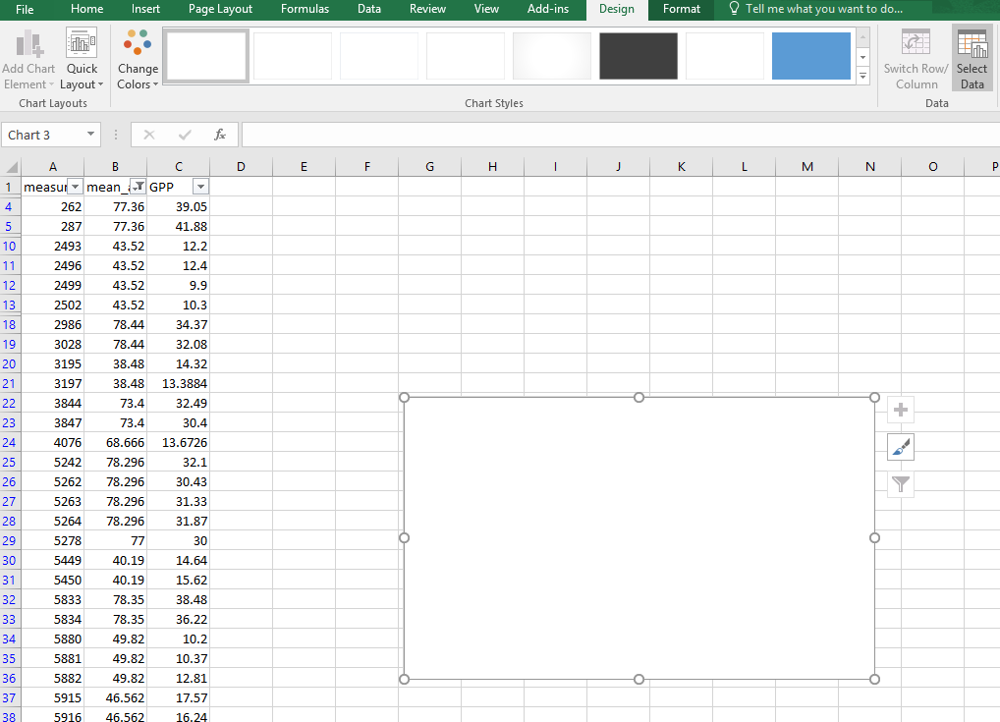 File Home Insert Page Layout Formulas Data Review View Add-ins Design Format Tell me what you want to do...
Add Chart Element Quick Layout Change Colors Switch Row/ Column Select Data
Chart Layouts Chart Styles Data
Chart 3 fx
A B C D E F G H I J K L M N O P
1 measur mean_a GPP
4 262 77.36 39.05
5 287 77.36 41.88
10 2493 43.52 12.2
11 2496 43.52 12.4
12 2499 43.52 9.9
13 2502 43.52 10.3
18 2986 78.44 34.37
19 3028 78.44 32.08
20 3195 38.48 14.32
21 3197 38.48 13.3884
22 3844 73.4 32.49
23 3847 73.4 30.4
24 4076 68.666 13.6726
25 5242 78.296 32.1
26 5262 78.296 30.43
27 5263 78.296 31.33
28 5264 78.296 31.87
29 5278 77 30
30 5449 40.19 14.64
31 5450 40.19 15.62
32 5833 78.35 38.48
33 5834 78.35 36.22
34 5880 49.82 10.2
35 5881 49.82 10.37
36 5882 49.82 12.81
37 5915 46.562 17.57
38 5916 46.562 16.24